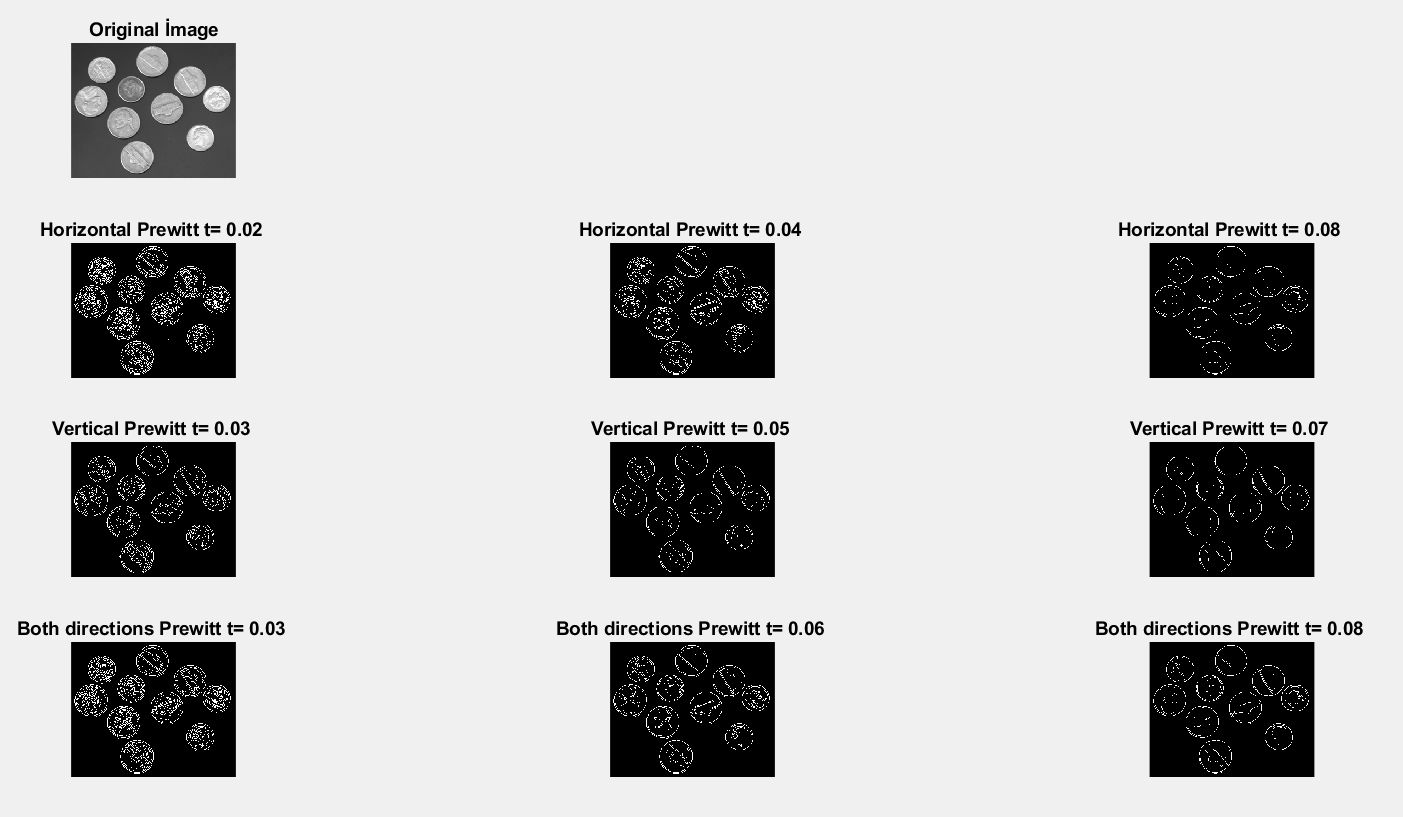 Original İmage
Horizontal Prewitt t= 0.02
Horizontal Prewitt t= 0.04
Horizontal Prewitt t= 0.08
Vertical Prewitt t= 0.03
Vertical Prewitt t= 0.05
Vertical Prewitt t= 0.07
Both directions Prewitt t= 0.03
Both directions Prewitt t= 0.06
Both directions Prewitt t= 0.08